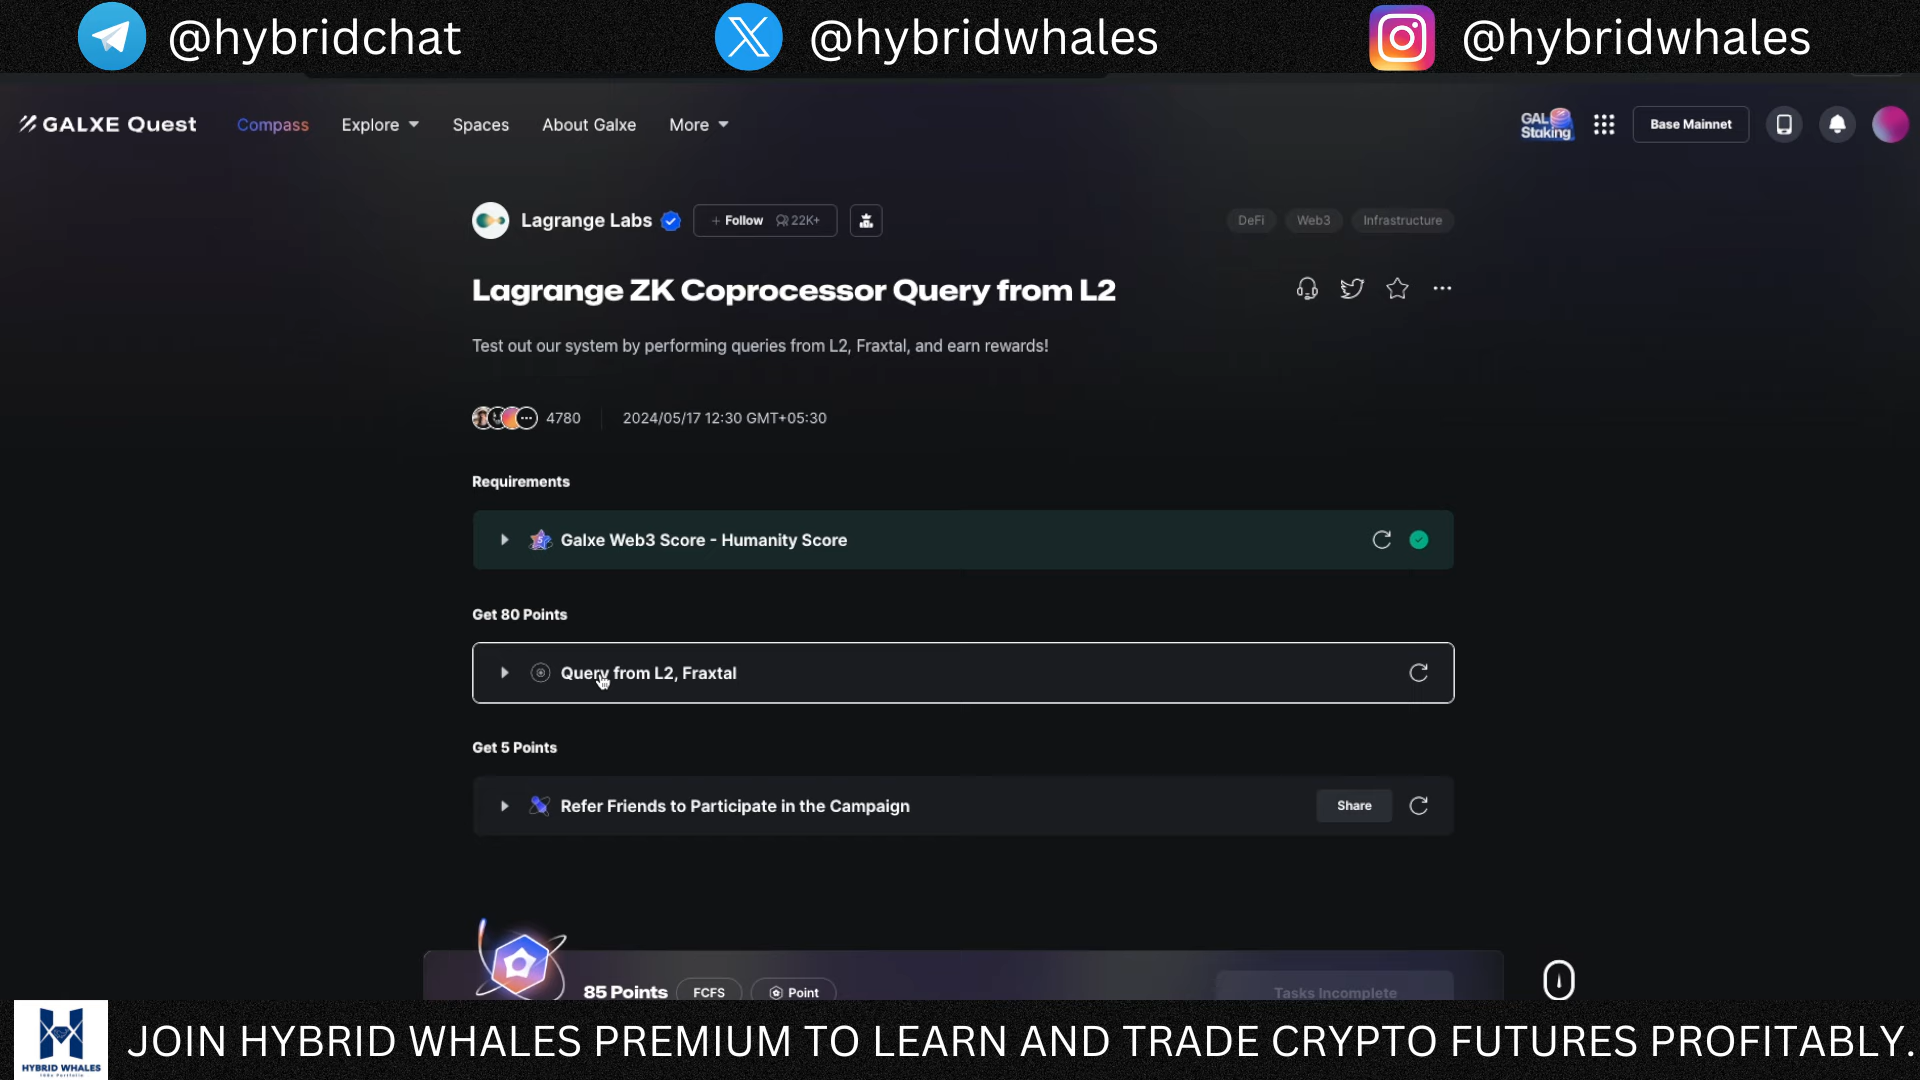 @hybridchat
@hybridwhales
@hybridwhales
GALXE Quest
Compass
Explore
Spaces
About Galxe
More
GAL Staking
Base Mainnet
Lagrange Labs
+ Follow 22K+
DeFi
Web3
Infrastructure
Lagrange ZK Coprocessor Query from L2
Test out our system by performing queries from L2, Fraxtal, and earn rewards!
4780
2024/05/17 12:30 GMT+05:30
Requirements
Galxe Web3 Score - Humanity Score
Get 80 Points
Query from L2, Fraxtal
Get 5 Points
Refer Friends to Participate in the Campaign
Share
85 Points
FCFS
Point
Tasks Incomplete
HYBRID WHALES
JOIN HYBRID WHALES PREMIUM TO LEARN AND TRADE CRYPTO FUTURES PROFITABLY.